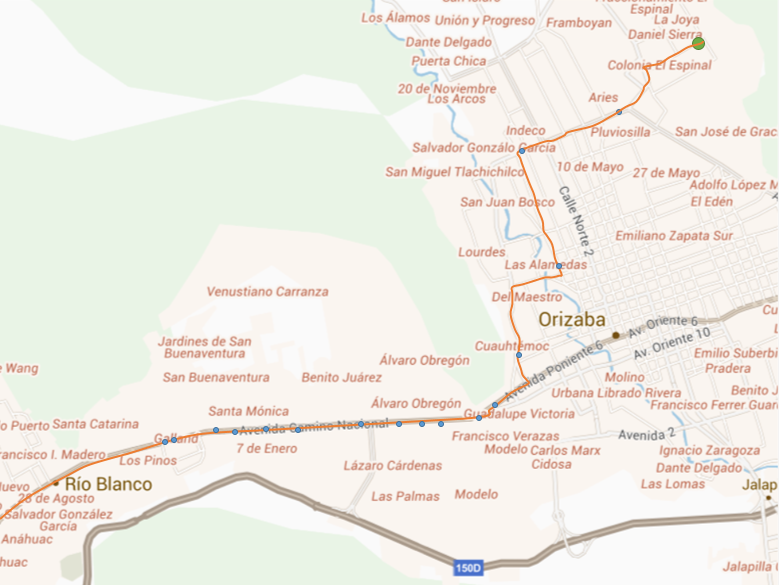 Espinal
La Joya
Los Álamos
Unión y Progreso
Framboyan
Daniel Sierra
Dante Delgado
Puerta Chica
Colonia El Espinal
20 de Noviembre
Los Arcos
Aries
Indeco
Pluviosilla
San José de Grac
Salvador Gonzálo García
San Miguel Tlachichilco
10 de Mayo
27 de Mayo
Adolfo López M
El Edén
San Juan Bosco
Calle Norte 2
Emiliano Zapata Sur
Lourdes
Las Alamedas
Venustiano Carranza
Del Maestro
Orizaba
Av. Oriente 6
Av. Oriente 10
Jardines de San
Buenaventura
Cuauhtémoc
Avenida Poniente 6
Emilio Suberbi
Pradera
e Wang
Álvaro Obregón
San Buenaventura
Benito Juárez
Molino
Urbana Librado Rivera
Benito J
Francisco Ferrer Guar
Santa Mónica
Álvaro Obregón
Guadalupe Victoria
o Puerto
Santa Catarina
Galland
Avenida Camino Nacional
Francisco Verazas
Avenida 2
rancisco I. Madero
Los Pinos
7 de Enero
Modelo
Carlos Marx
Cidosa
Ignacio Zaragoza
Dante Delgado
Lázaro Cárdenas
Río Blanco
Las Lomas
Jalap
Nuevo
28 de Agosto
Las Palmas
Modelo
Salvador González
García
Anáhuac
huac
150D
Jalapilla